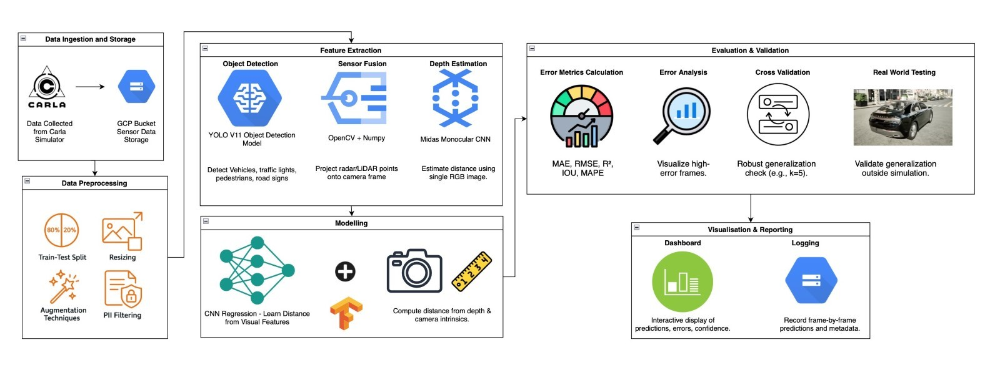 Data Ingestion and Storage
CARLA
Data Collected
from Carla
Simulator
GCP Bucket
Sensor Data
Storage
Data Preprocessing
80% 20%
Train-Test Split
Resizing
Augmentation
Techniques
PII Filtering
Feature Extraction
Object Detection
YOLO V11 Object Detection
Model
Detect Vehicles, traffic lights,
pedestrians, road signs
Sensor Fusion
OpenCV + Numpy
Project radar/LiDAR points
onto camera frame
Depth Estimation
Midas Monocular CNN
Estimate distance using
single RGB image.
Modelling
CNN Regression - Learn Distance
from Visual Features
1 2 3 4
Compute distance from depth &
camera intrinsics.
Evaluation & Validation
Error Metrics Calculation
MAE, RMSE, R²,
IOU, MAPE
Error Analysis
Visualize high-
error frames.
Cross Validation
Robust generalization
check (e.g., k=5).
Real World Testing
Validate generalization
outside simulation.
Visualisation & Reporting
Dashboard
Interactive display of
predictions, errors, confidence.
Logging
Record frame-by-frame
predictions and metadata.